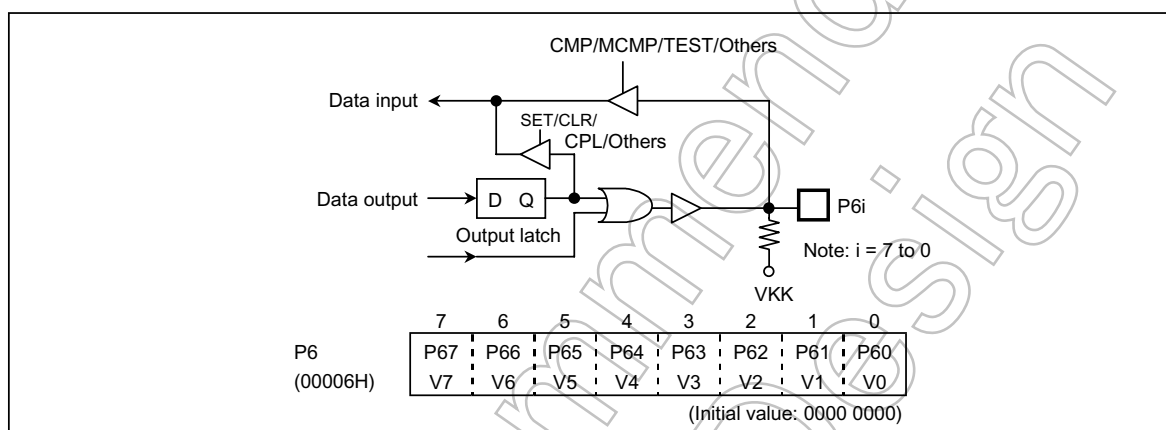 CMP/MCMP/TEST/Others
Data input
SET/CLR/
CPL/Others
Data output
D Q
P6i
Output latch
Note: i = 7 to 0
VKK
7 6 5 4 3 2 1 0
P6 P67 P66 P65 P64 P63 P62 P61 P60
(00006H) V7 V6 V5 V4 V3 V2 V1 V0
(Initial value: 0000 0000)